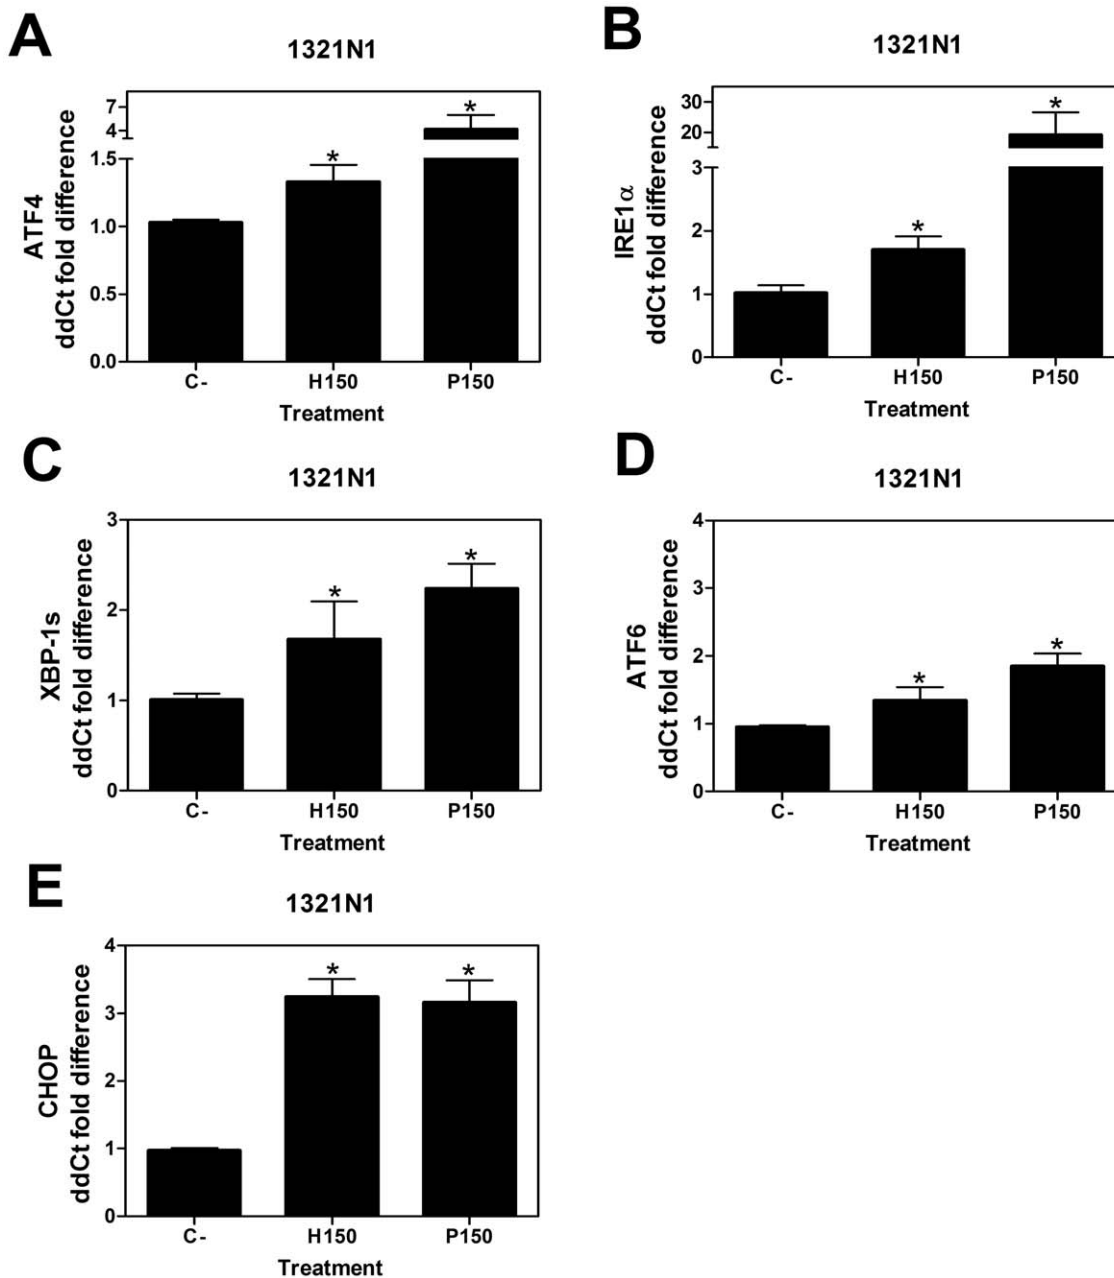 A
1321N1
ATF4
ddCt fold difference
7
4
1.5
1.0
0.5
0.0
*
*
C-
H150
P150
Treatment
B
1321N1
IRE1α
ddCt fold difference
30
20
3
2
1
0
*
*
C-
H150
P150
Treatment
C
1321N1
XBP-1s
ddCt fold difference
3
2
1
0
*
*
C-
H150
P150
Treatment
D
1321N1
ATF6
ddCt fold difference
4
3
2
1
0
*
*
C-
H150
P150
Treatment
E
1321N1
CHOP
ddCt fold difference
4
3
2
1
0
*
*
C-
H150
P150
Treatment